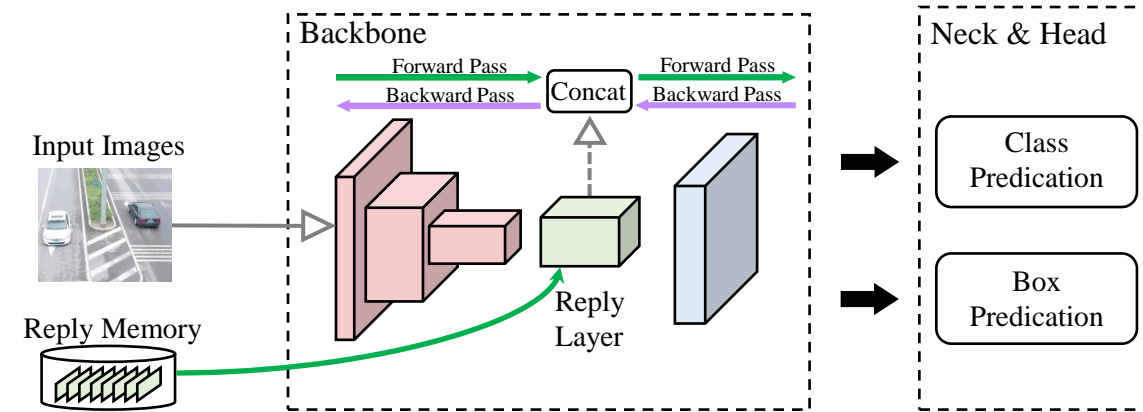 Backbone
Neck & Head
Forward Pass
Forward Pass
Backward Pass
Concat
Backward Pass
Input Images
Class
Predication
Reply
Layer
Box
Predication
Reply Memory